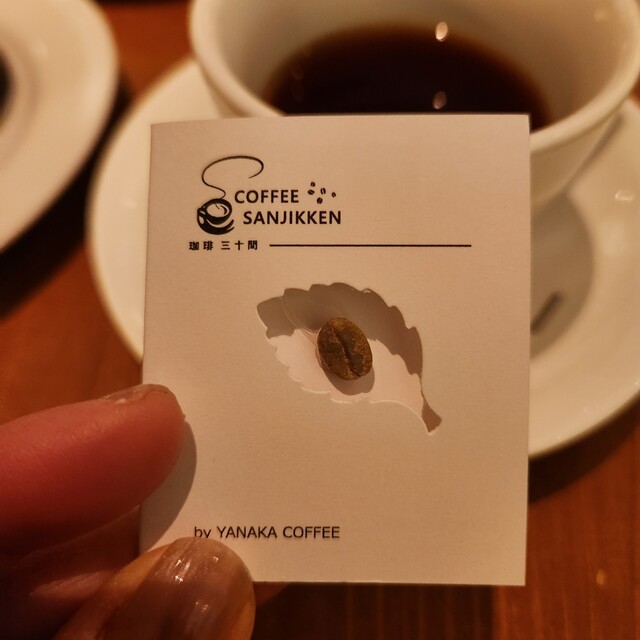 COFFEE
SANJIKKEN
珈琲 三十間
by YANAKA COFFEE